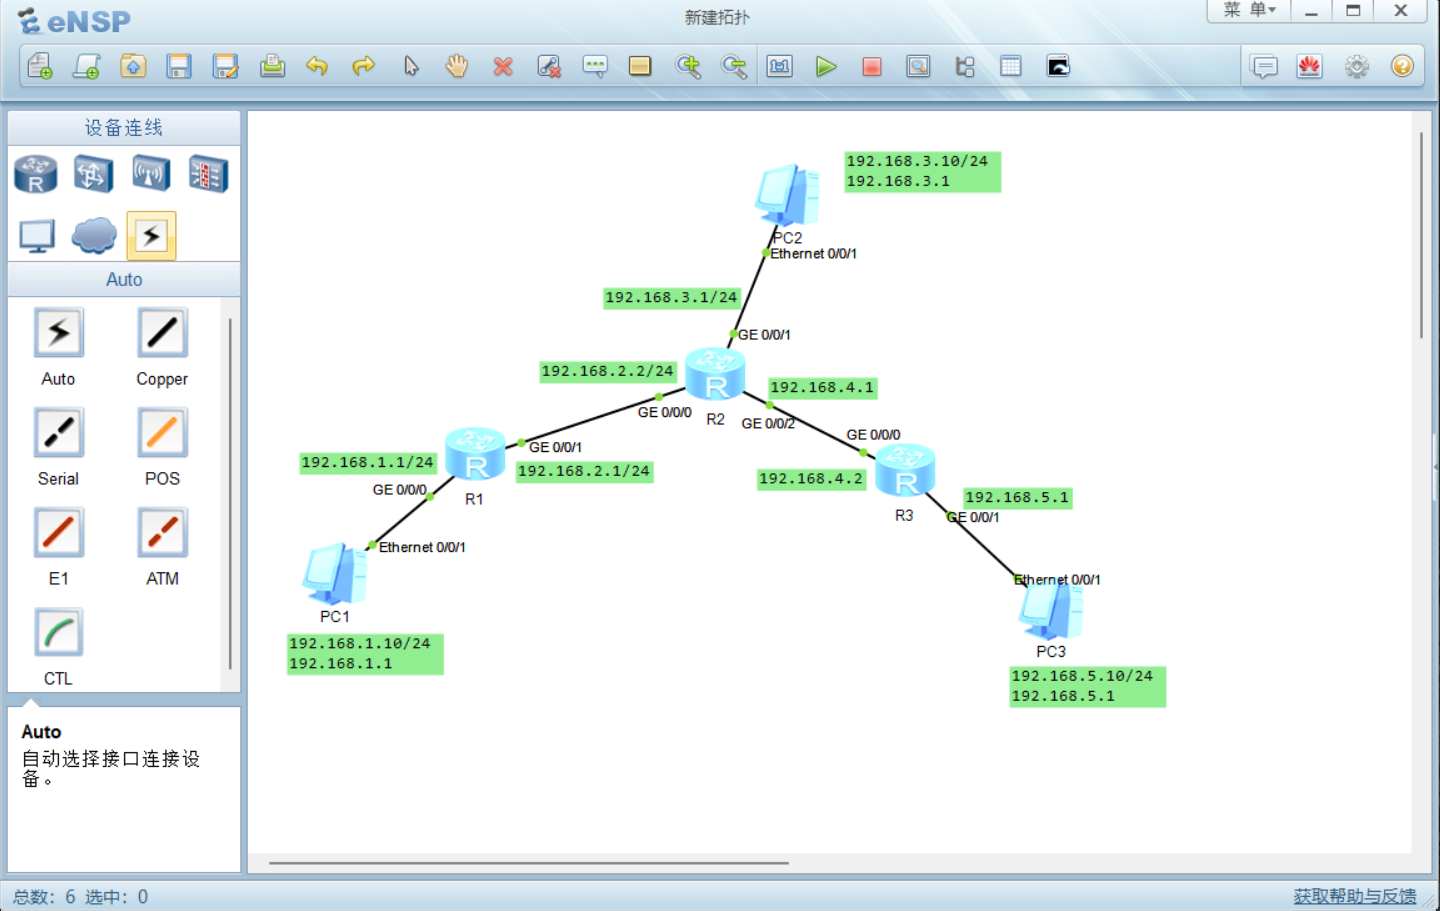 eNSP
新建拓扑
菜 单
设备连线
R
Auto
Auto
Copper
Serial
POS
E1
ATM
CTL
Auto
自动选择接口连接设
备。
192.168.3.10/24
192.168.3.1
PC2
Ethernet 0/0/1
192.168.3.1/24
GE 0/0/1
192.168.2.2/24
R
192.168.4.1
GE 0/0/0
R2
GE 0/0/2
GE 0/0/0
192.168.1.1/24
R
GE 0/0/1
192.168.2.1/24
192.168.4.2
R
GE 0/0/0
R1
192.168.5.1
R3
GE 0/0/1
Ethernet 0/0/1
Ethernet 0/0/1
PC1
192.168.1.10/24
192.168.1.1
PC3
192.168.5.10/24
192.168.5.1
总数: 6 选中: 0
获取帮助与反馈